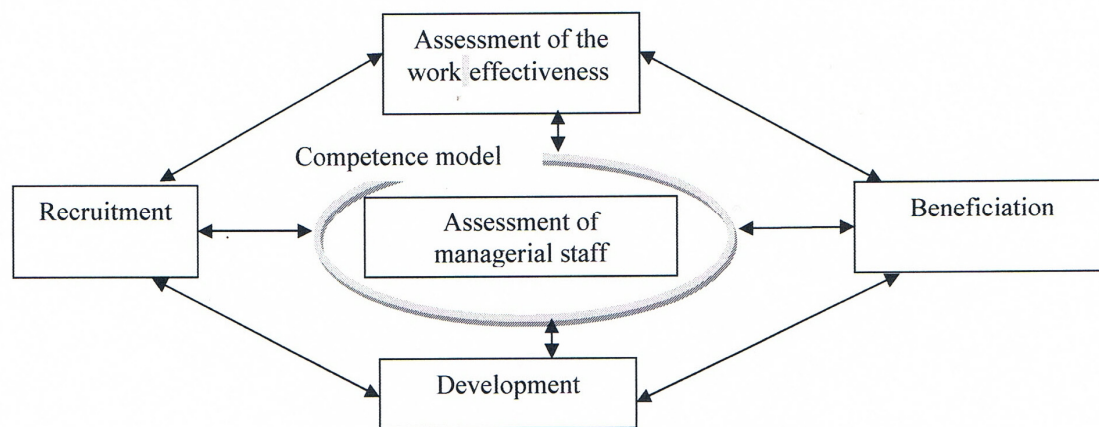 Assessment of the
work effectiveness
Competence model
Recruitment
Assessment of
managerial staff
Beneficiation
Development